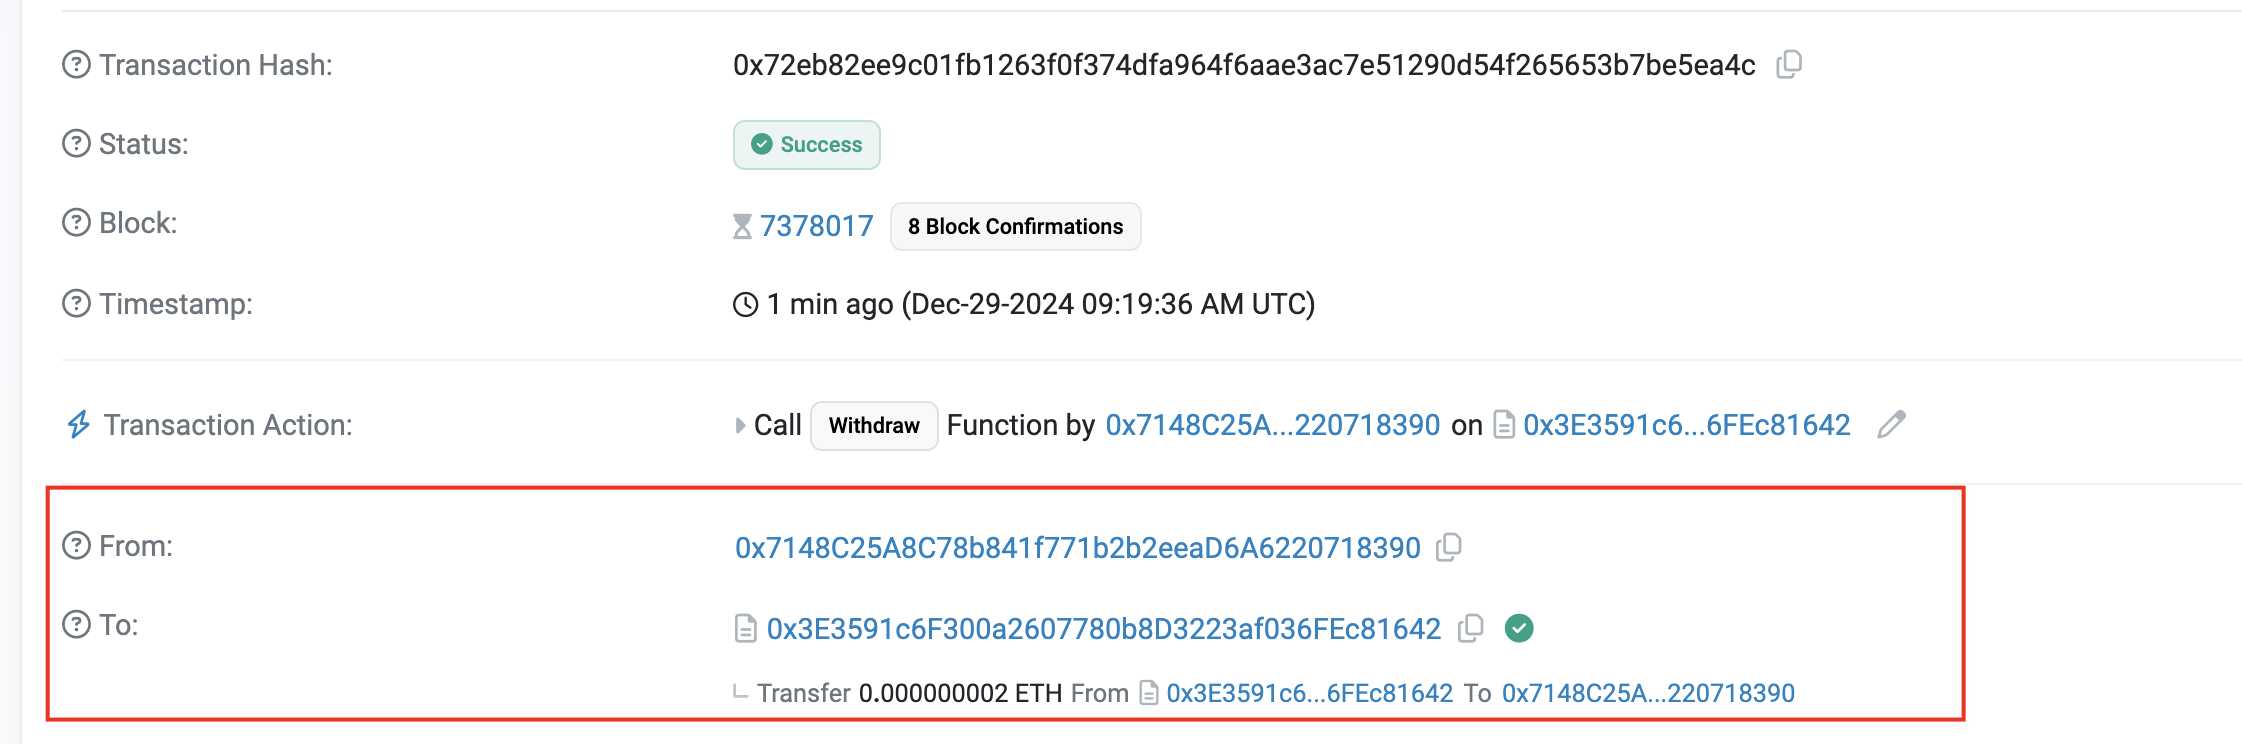 Transaction Hash: 0x72eb82ee9c01fb1263f0f374dfa964f6aae3ac7e51290d54f265653b7be5ea4c
Status: Success
Block: 7378017 8 Block Confirmations
Timestamp: 1 min ago (Dec-29-2024 09:19:36 AM UTC)
Transaction Action: Call Withdraw Function by 0x7148C25A...220718390 on 0x3E3591c6...6FEc81642
From: 0x7148C25A8C78b841f771b2b2eeaD6A6220718390
To: 0x3E3591c6F300a2607780b8D3223af036FEc81642
Transfer 0.000000002 ETH From 0x3E3591c6...6FEc81642 To 0x7148C25A...220718390